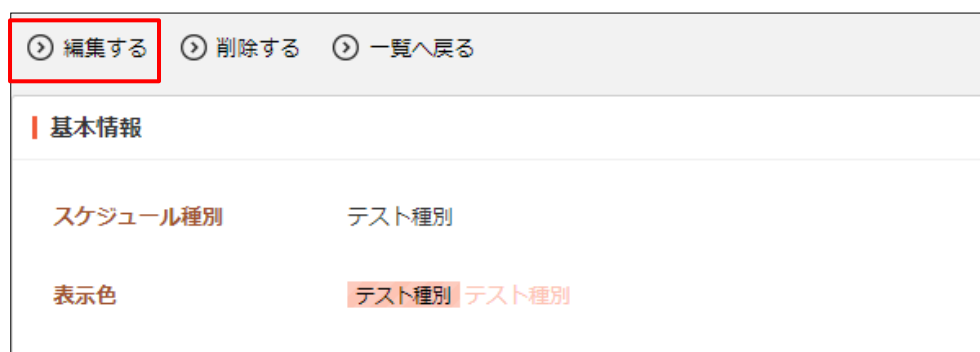 編集する 削除する 一覧へ戻る
基本情報
スケジュール種別 テスト種別
表示色 テスト種別 テスト種別